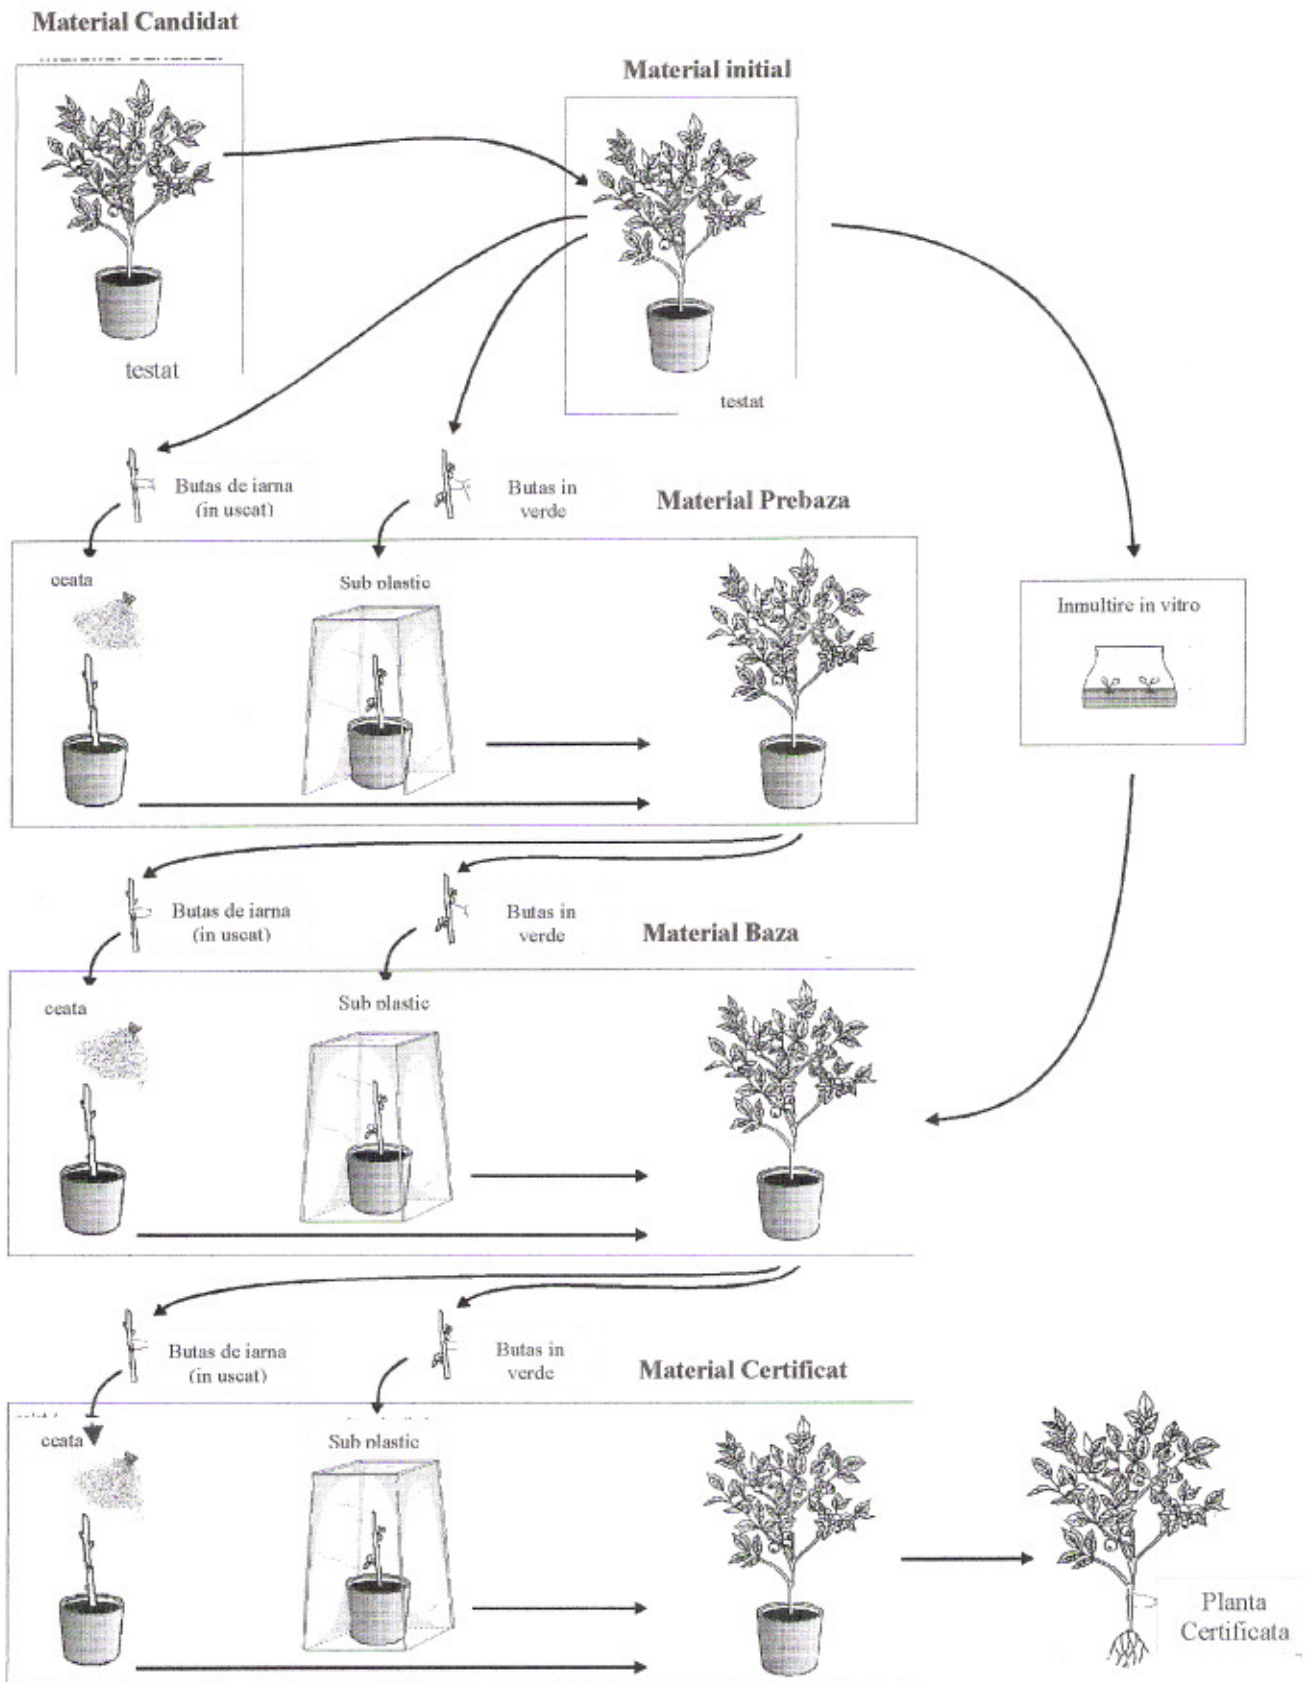 Material Candidat
Material initial
testat
testat
Butas de iarna
(in uscat)
Butas in
verde
Material Prebaza
ceata
Sub plastic
Inmultire in vitro
Butas de iarna
(in uscat)
Butas in
verde
Material Baza
ceata
Sub plastic
Butas de iarna
(in uscat)
Butas in
verde
Material Certificat
ceata
Sub plastic
Planta
Certificata